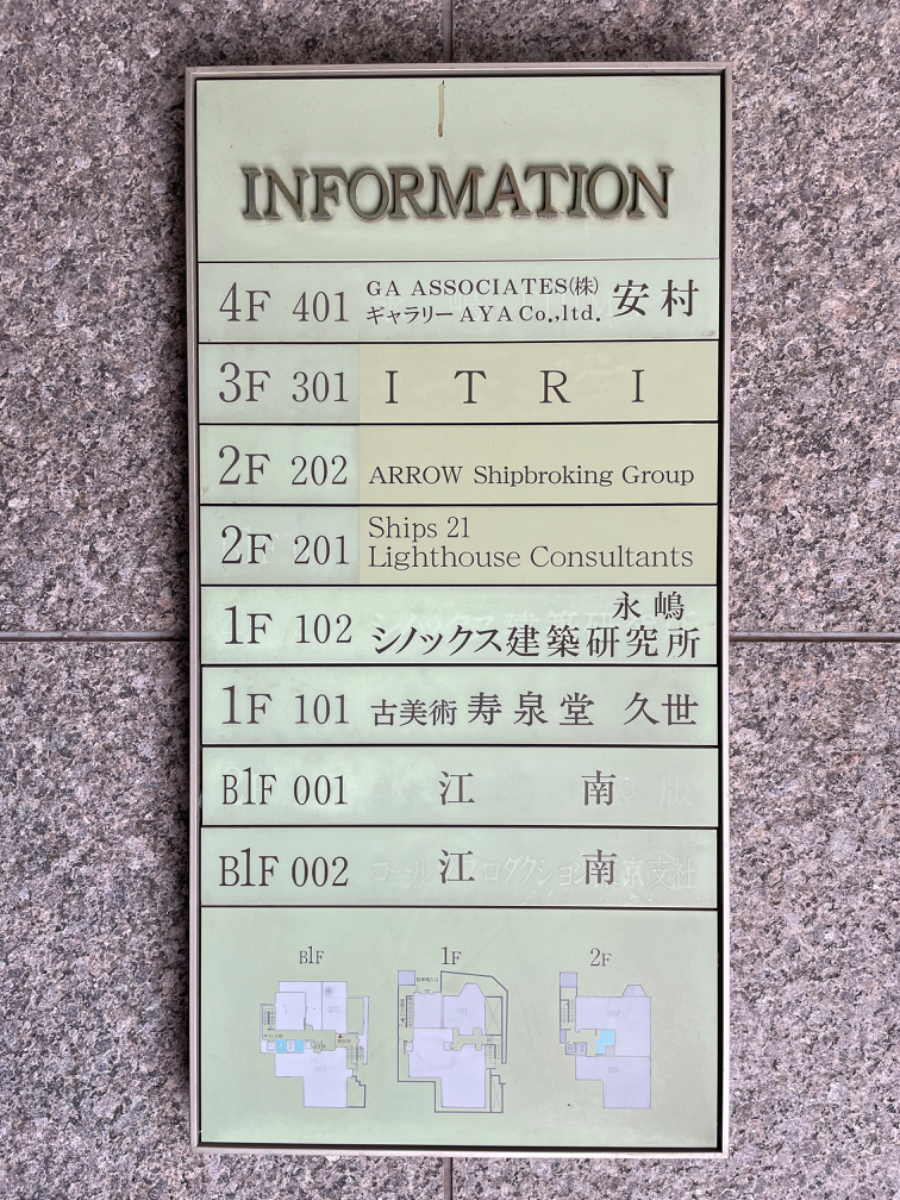 INFORMATION
4F 401 GA ASSOCIATES(株) 安村
ギャラリー AYA Co.,ltd.
3F 301 ITRI
2F 202 ARROW Shipbroking Group
2F 201 Ships 21
Lighthouse Consultants
1F 102 永嶋
シノックス建築研究所
1F 101 古美術 寿泉堂 久世
B1F 001 江南
B1F 002 江南
B1F 1F 2F